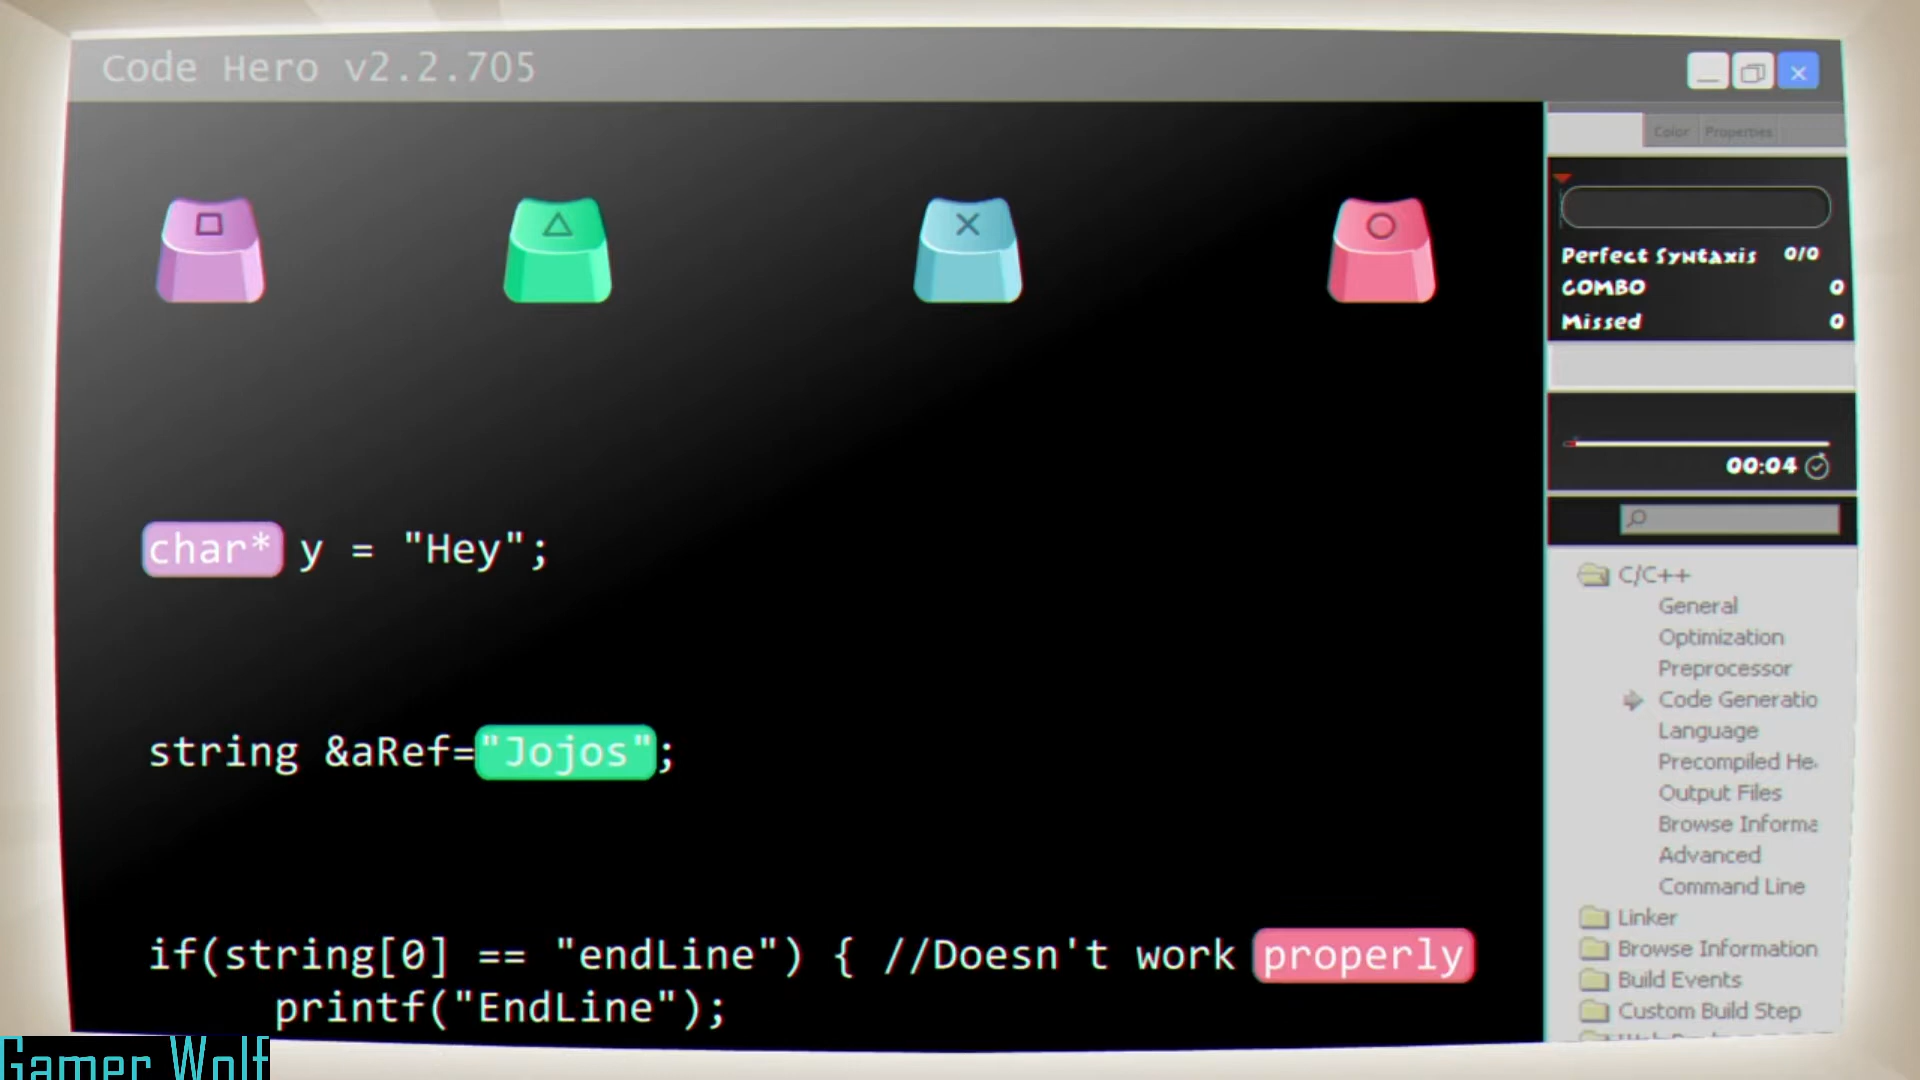 Code Hero v2.2.705
Color Properties
Perfect Syntaxis 0/0
COMBO 0
Missed 0
00:04
char* y = "Hey";
string &aRef="Jojos";
if(string[0] == "endLine") { //Doesn't work properly
printf("EndLine");
C/C++
General
Optimization
Preprocessor
Code Generatio
Language
Precompiled He
Output Files
Browse Informa
Advanced
Command Line
Linker
Browse Information
Build Events
Custom Build Step
Gamer Wolf